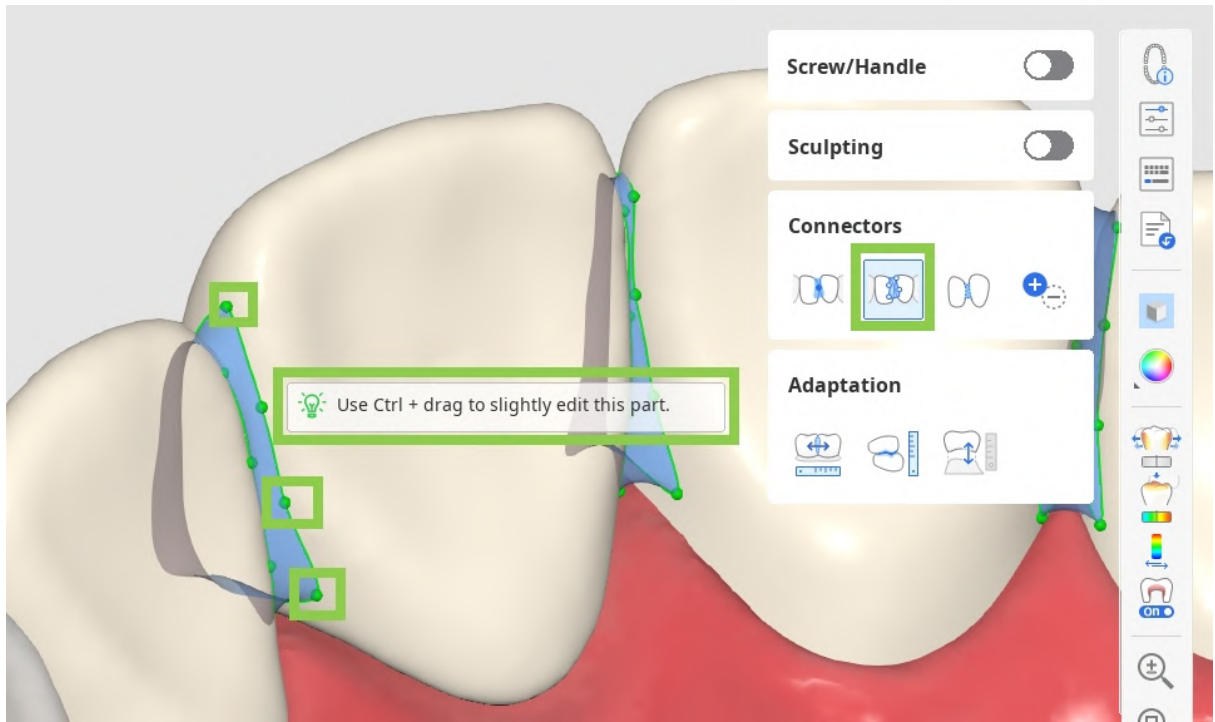 Screw/Handle
Sculpting
Connectors
Adaptation
Use Ctrl + drag to slightly edit this part.
On